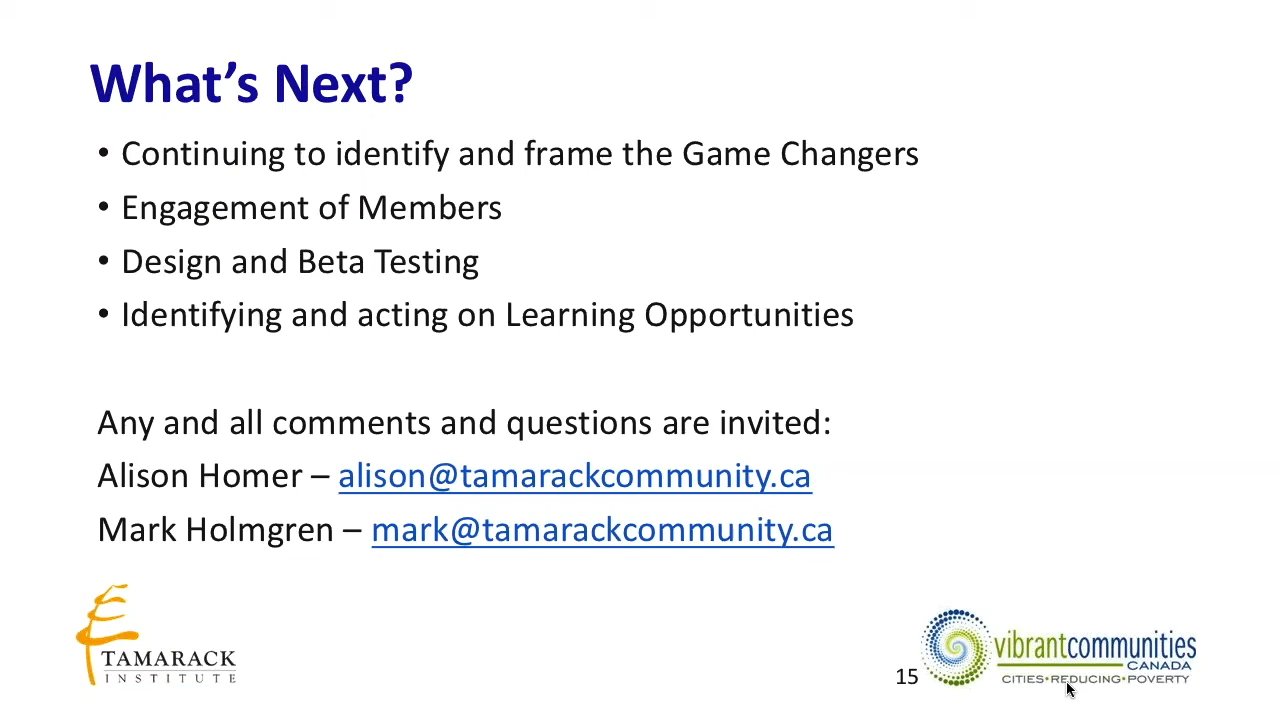 What’s Next?
• Continuing to identify and frame the Game Changers
• Engagement of Members
• Design and Beta Testing
• Identifying and acting on Learning Opportunities
Any and all comments and questions are invited:
Alison Homer – alison@tamarackcommunity.ca
Mark Holmgren – mark@tamarackcommunity.ca
TAMARACK
INSTITUTE
15
vibrantcommunities
CANADA
CITIES•REDUCING•POVERTY